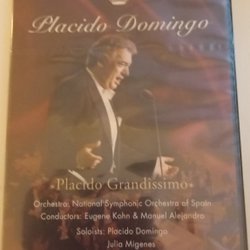 Placido Domingo
Placido Grandissimo
Orchestra: National Symphonic Orchestra of Spain
Conductors: Eugene Kohn & Manuel Alejandro
Soloists: Placido Domingo
Julia Migenes